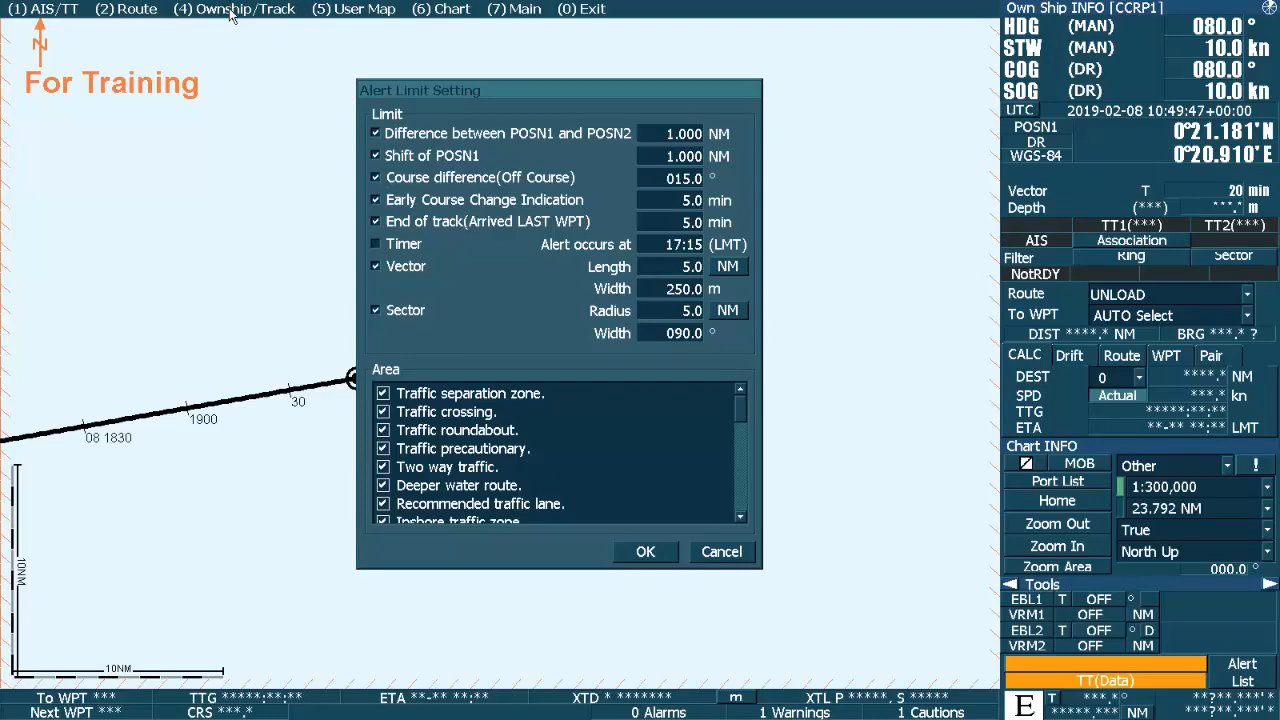 (1) AIS/TT (2) Route (4) Ownship/Track (5) User Map (6) Chart (7) Main (0) Exit
N
For Training
Alert Limit Setting
Limit
Difference between POSN1 and POSN2 1.000 NM
Shift of POSN1 1.000 NM
Course difference(Off Course) 015.0 °
Early Course Change Indication 5.0 min
End of track(Arrived LAST WPT) 5.0 min
Timer Alert occurs at 17:15 (LMT)
Vector Length 5.0 NM
Width 250.0 m
Sector Radius 5.0 NM
Width 090.0 °
Area
Traffic separation zone.
Traffic crossing.
Traffic roundabout.
Traffic precautionary.
Two way traffic.
Deeper water route.
Recommended traffic lane.
Inshore traffic zone.
OK Cancel
08 1830
1900
30
10NM
10NM
Own Ship INFO [CCRP1]
HDG (MAN) 080.0 °
STW (MAN) 10.0 kn
COG (DR) 080.0 °
SOG (DR) 10.0 kn
UTC 2019-02-08 10:49:47+00:00
POSN1 0°21.181'N
DR
WGS-84 0°20.910'E
Vector T 20 min
Depth (***) ***.* m
TT1(***) TT2(***)
AIS Association
Filter Ring Sector
NotRDY
Route UNLOAD
To WPT AUTO Select
DIST ****.* NM BRG ***.* ?
CALC Drift Route WPT Pair
DEST 0 ****.* NM
SPD Actual ***.* kn
TTG *****:**:**
ETA **-** **:** LMT
Chart INFO
MOB Other !
Port List 1:300,000
Home 23.792 NM
Zoom Out True
Zoom In North Up
Zoom Area 000.0 °
Tools
EBL1 T OFF °
VRM1 OFF NM
EBL2 T OFF ° D
VRM2 OFF NM
Alert
TT(Data) List
To WPT *** TTG *****:**:** ETA **-** **:** XTD * ******* m XTL P *****. S *****
Next WPT *** CRS ***.* 0 Alarms 1 Warnings 1 Cautions
E T ***.*° **?**.***'*
*****.*** NM **?**.***'*